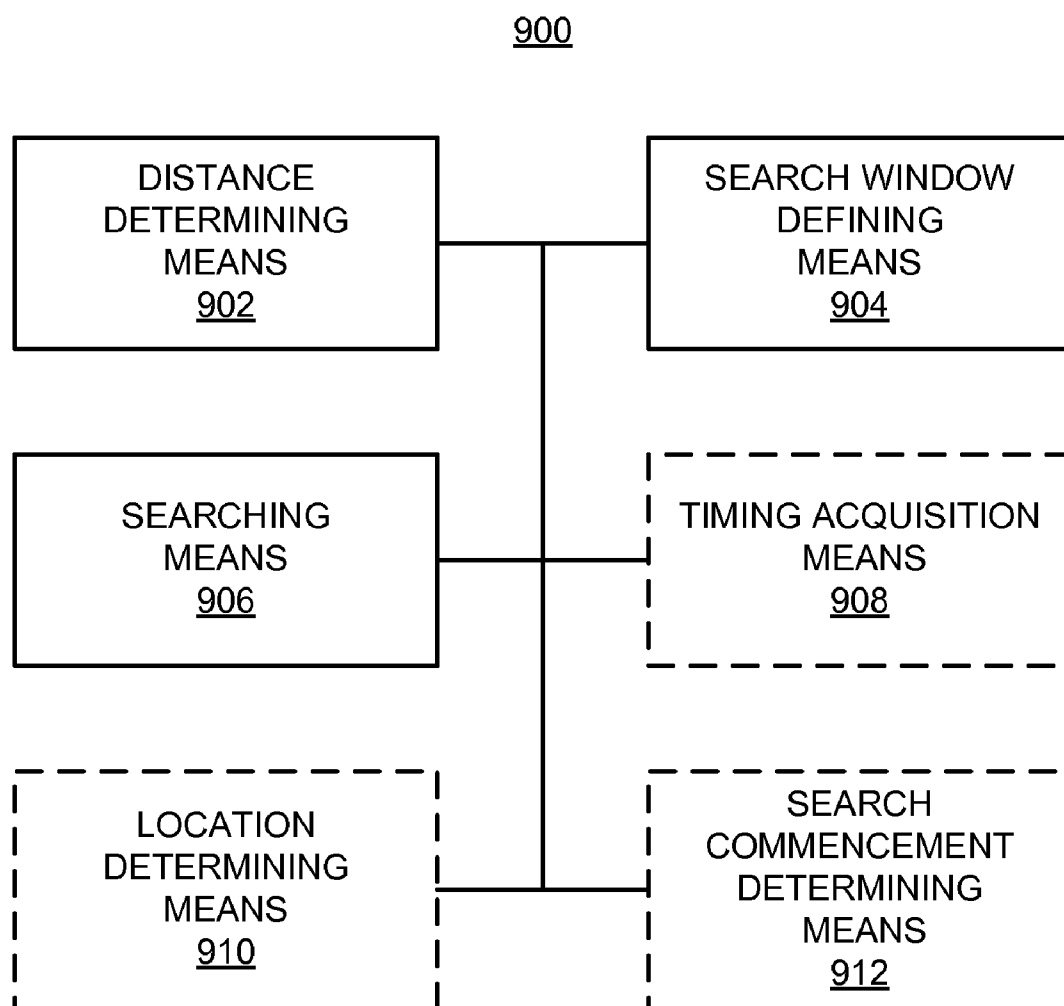 900
DISTANCE
DETERMINING
MEANS
902
SEARCH WINDOW
DEFINING
MEANS
904
SEARCHING
MEANS
906
TIMING ACQUISITION
MEANS
908
LOCATION
DETERMINING
MEANS
910
SEARCH
COMMENCEMENT
DETERMINING
MEANS
912